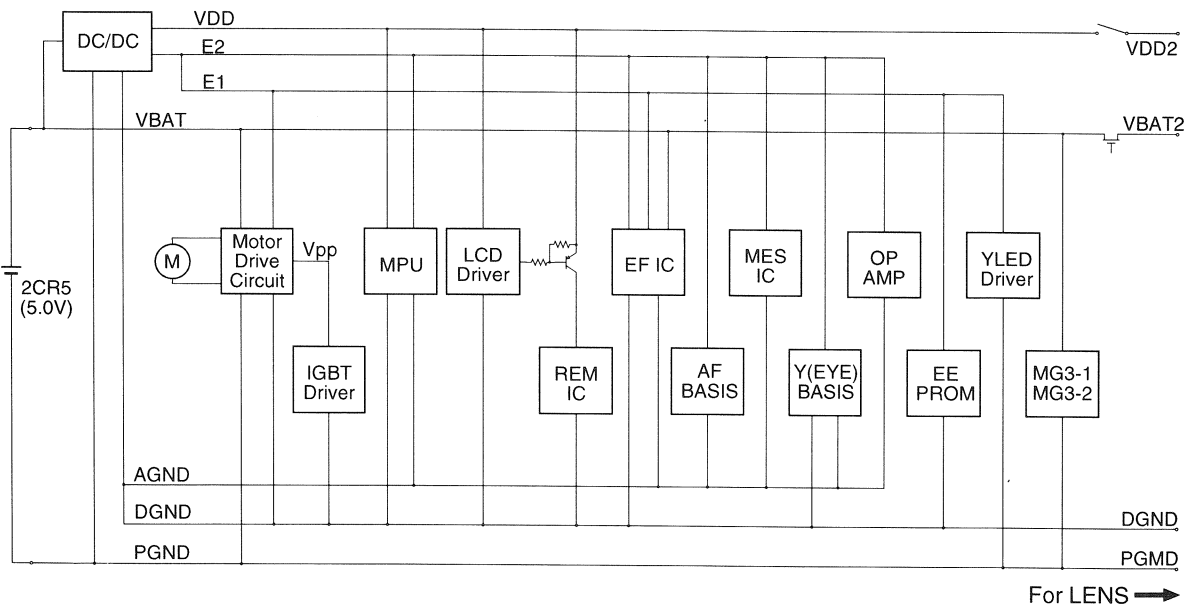 VDD
DC/DC
E2
VDD2
E1
VBAT
VBAT2
Motor
Drive
Circuit
Vpp
M
MPU
LCD
Driver
EF IC
MES
IC
OP
AMP
YLED
Driver
2CR5
(5.0V)
IGBT
Driver
REM
IC
AF
BASIS
Y(EYE)
BASIS
EE
PROM
MG3-1
MG3-2
AGND
DGND
DGND
PGND
PGMD
For LENS